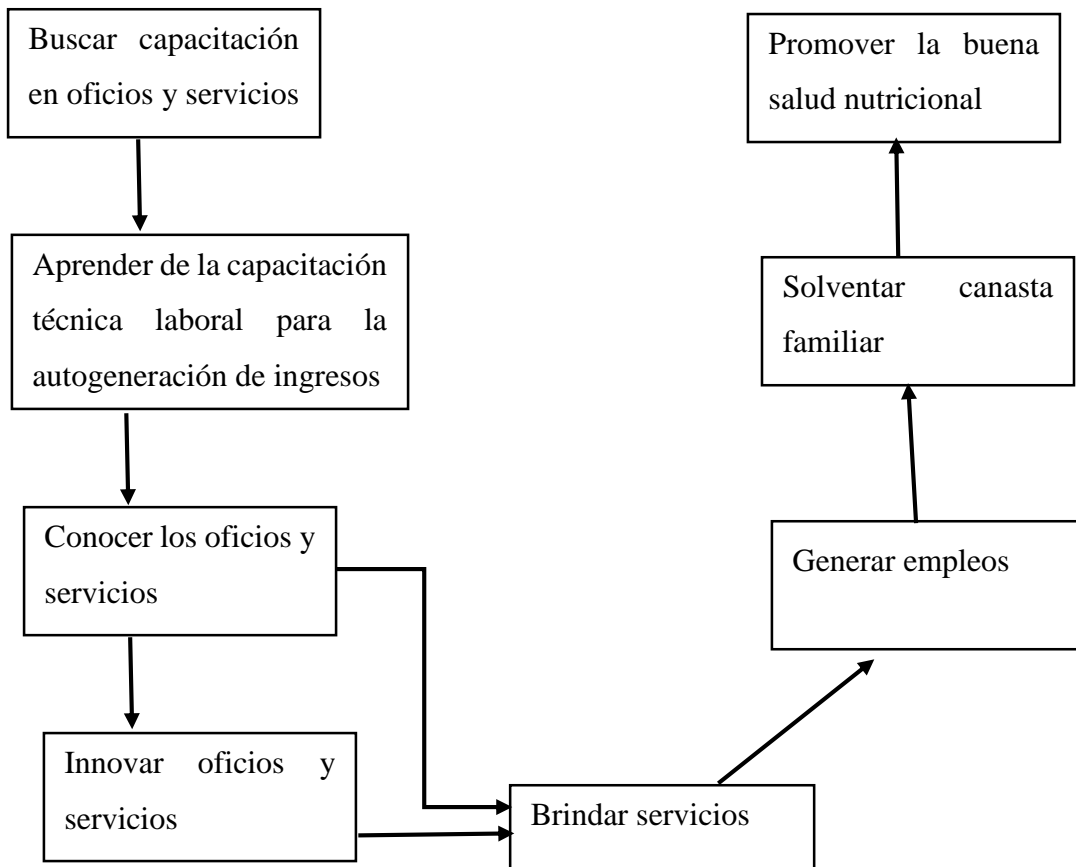 Buscar capacitación
en oficios y servicios
Aprender de la capacitación
técnica laboral para la
autogeneración de ingresos
Conocer los oficios y
servicios
Innovar oficios y
servicios
Brindar servicios
Generar empleos
Solventar canasta
familiar
Promover la buena
salud nutricional